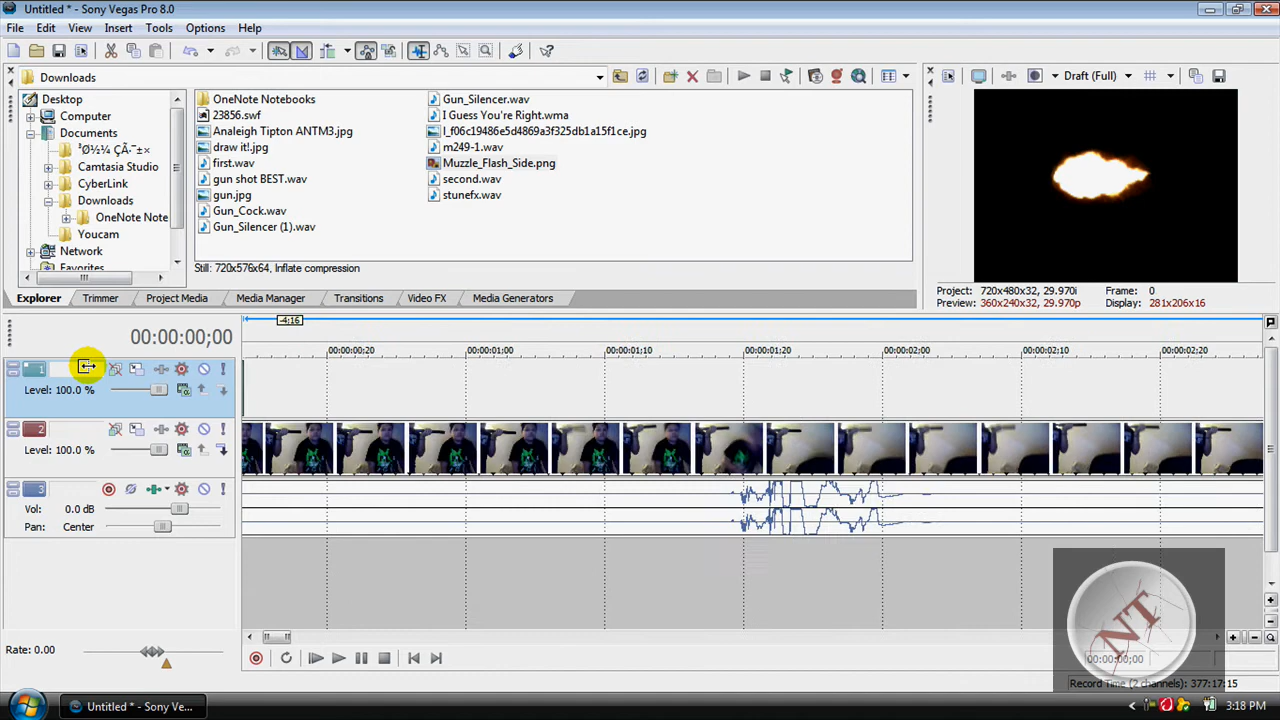 Untitled * - Sony Vegas Pro 8.0
File Edit View Insert Tools Options Help
Downloads
Desktop
Computer
Documents
Camtasia Studio
CyberLink
Downloads
OneNote Note
Youcam
Network
Favorites
OneNote Notebooks
23856.swf
Analeigh Tipton ANTM3.jpg
draw it!.jpg
first.wav
gun shot BEST.wav
gun.jpg
Gun_Cock.wav
Gun_Silencer (1).wav
Gun_Silencer.wav
I Guess You're Right.wma
l_f06c19486e5d4869a3f325db1a15f1ce.jpg
m249-1.wav
Muzzle_Flash_Side.png
second.wav
stunefx.wav
Still: 720x576x64, Inflate compression
Explorer Trimmer Project Media Media Manager Transitions Video FX Media Generators
Draft (Full)
Project: 720x480x32, 29.970i Frame: 0
Preview: 360x240x32, 29.970p Display: 281x206x16
-4:16
00:00:00;00
00:00:00;20 00:00:01;00 00:00:01;10 00:00:01;20 00:00:02;00 00:00:02;10 00:00:02;20
1
Level: 100.0 %
2
Level: 100.0 %
3
Vol: 0.0 dB
Pan: Center
Rate: 0.00
NT
00:00:00;00
Record Time (2 channels): 377:17:15
Untitled * - Sony Ve...
3:18 PM